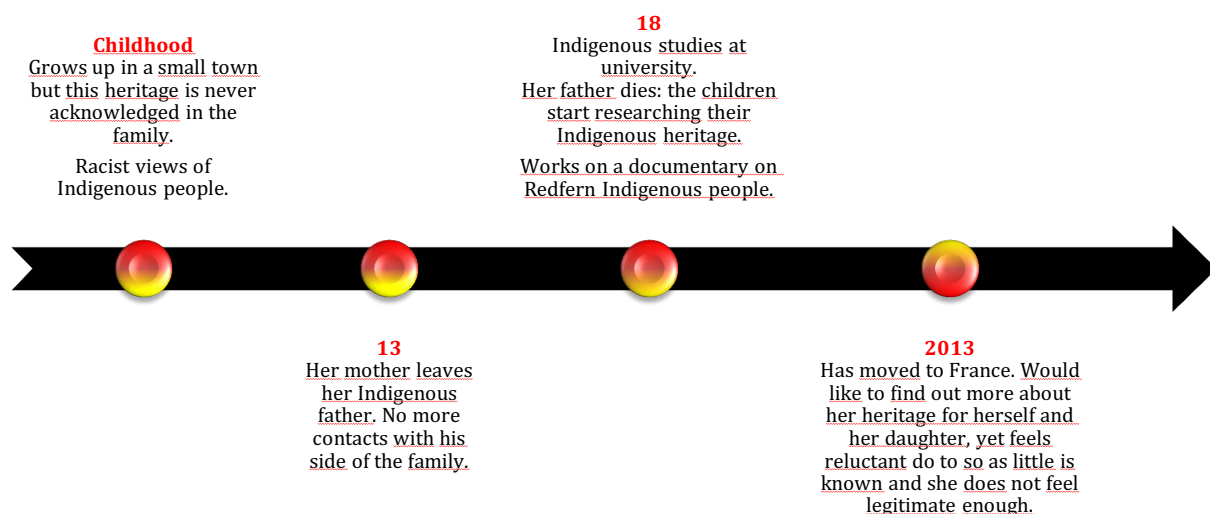 Childhood
Grows up in a small town
but this heritage is never
acknowledged in the
family.
Racist views of
Indigenous people.
13
Her mother leaves
her Indigenous
father. No more
contacts with his
side of the family.
18
Indigenous studies at
university.
Her father dies: the children
start researching their
Indigenous heritage.
Works on a documentary on
Redfern Indigenous people.
2013
Has moved to France. Would
like to find out more about
her heritage for herself and
her daughter, yet feels
reluctant do to so as little is
known and she does not feel
legitimate enough.